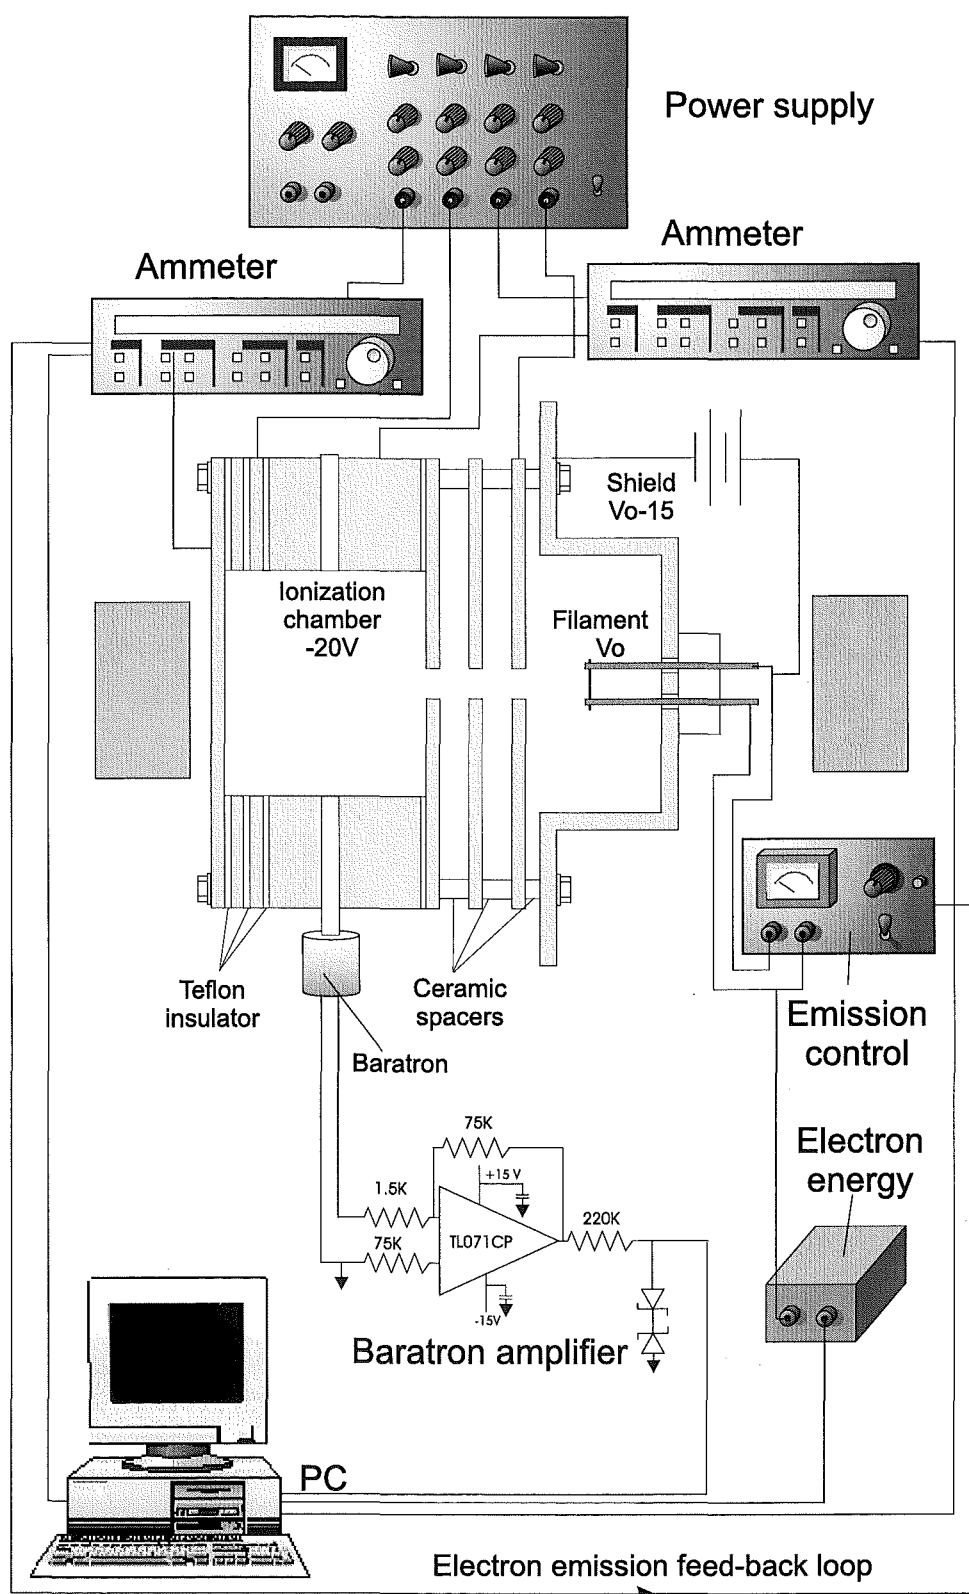 Power supply
Ammeter
Ammeter
Shield
Vo-15
Ionization
chamber
-20V
Filament
Vo
Teflon
insulator
Ceramic
spacers
Baratron
Emission
control
75K
+15 V
1.5K
TL071CP
220K
75K
-15V
Electron
energy
Baratron amplifier
PC
Electron emission feed-back loop